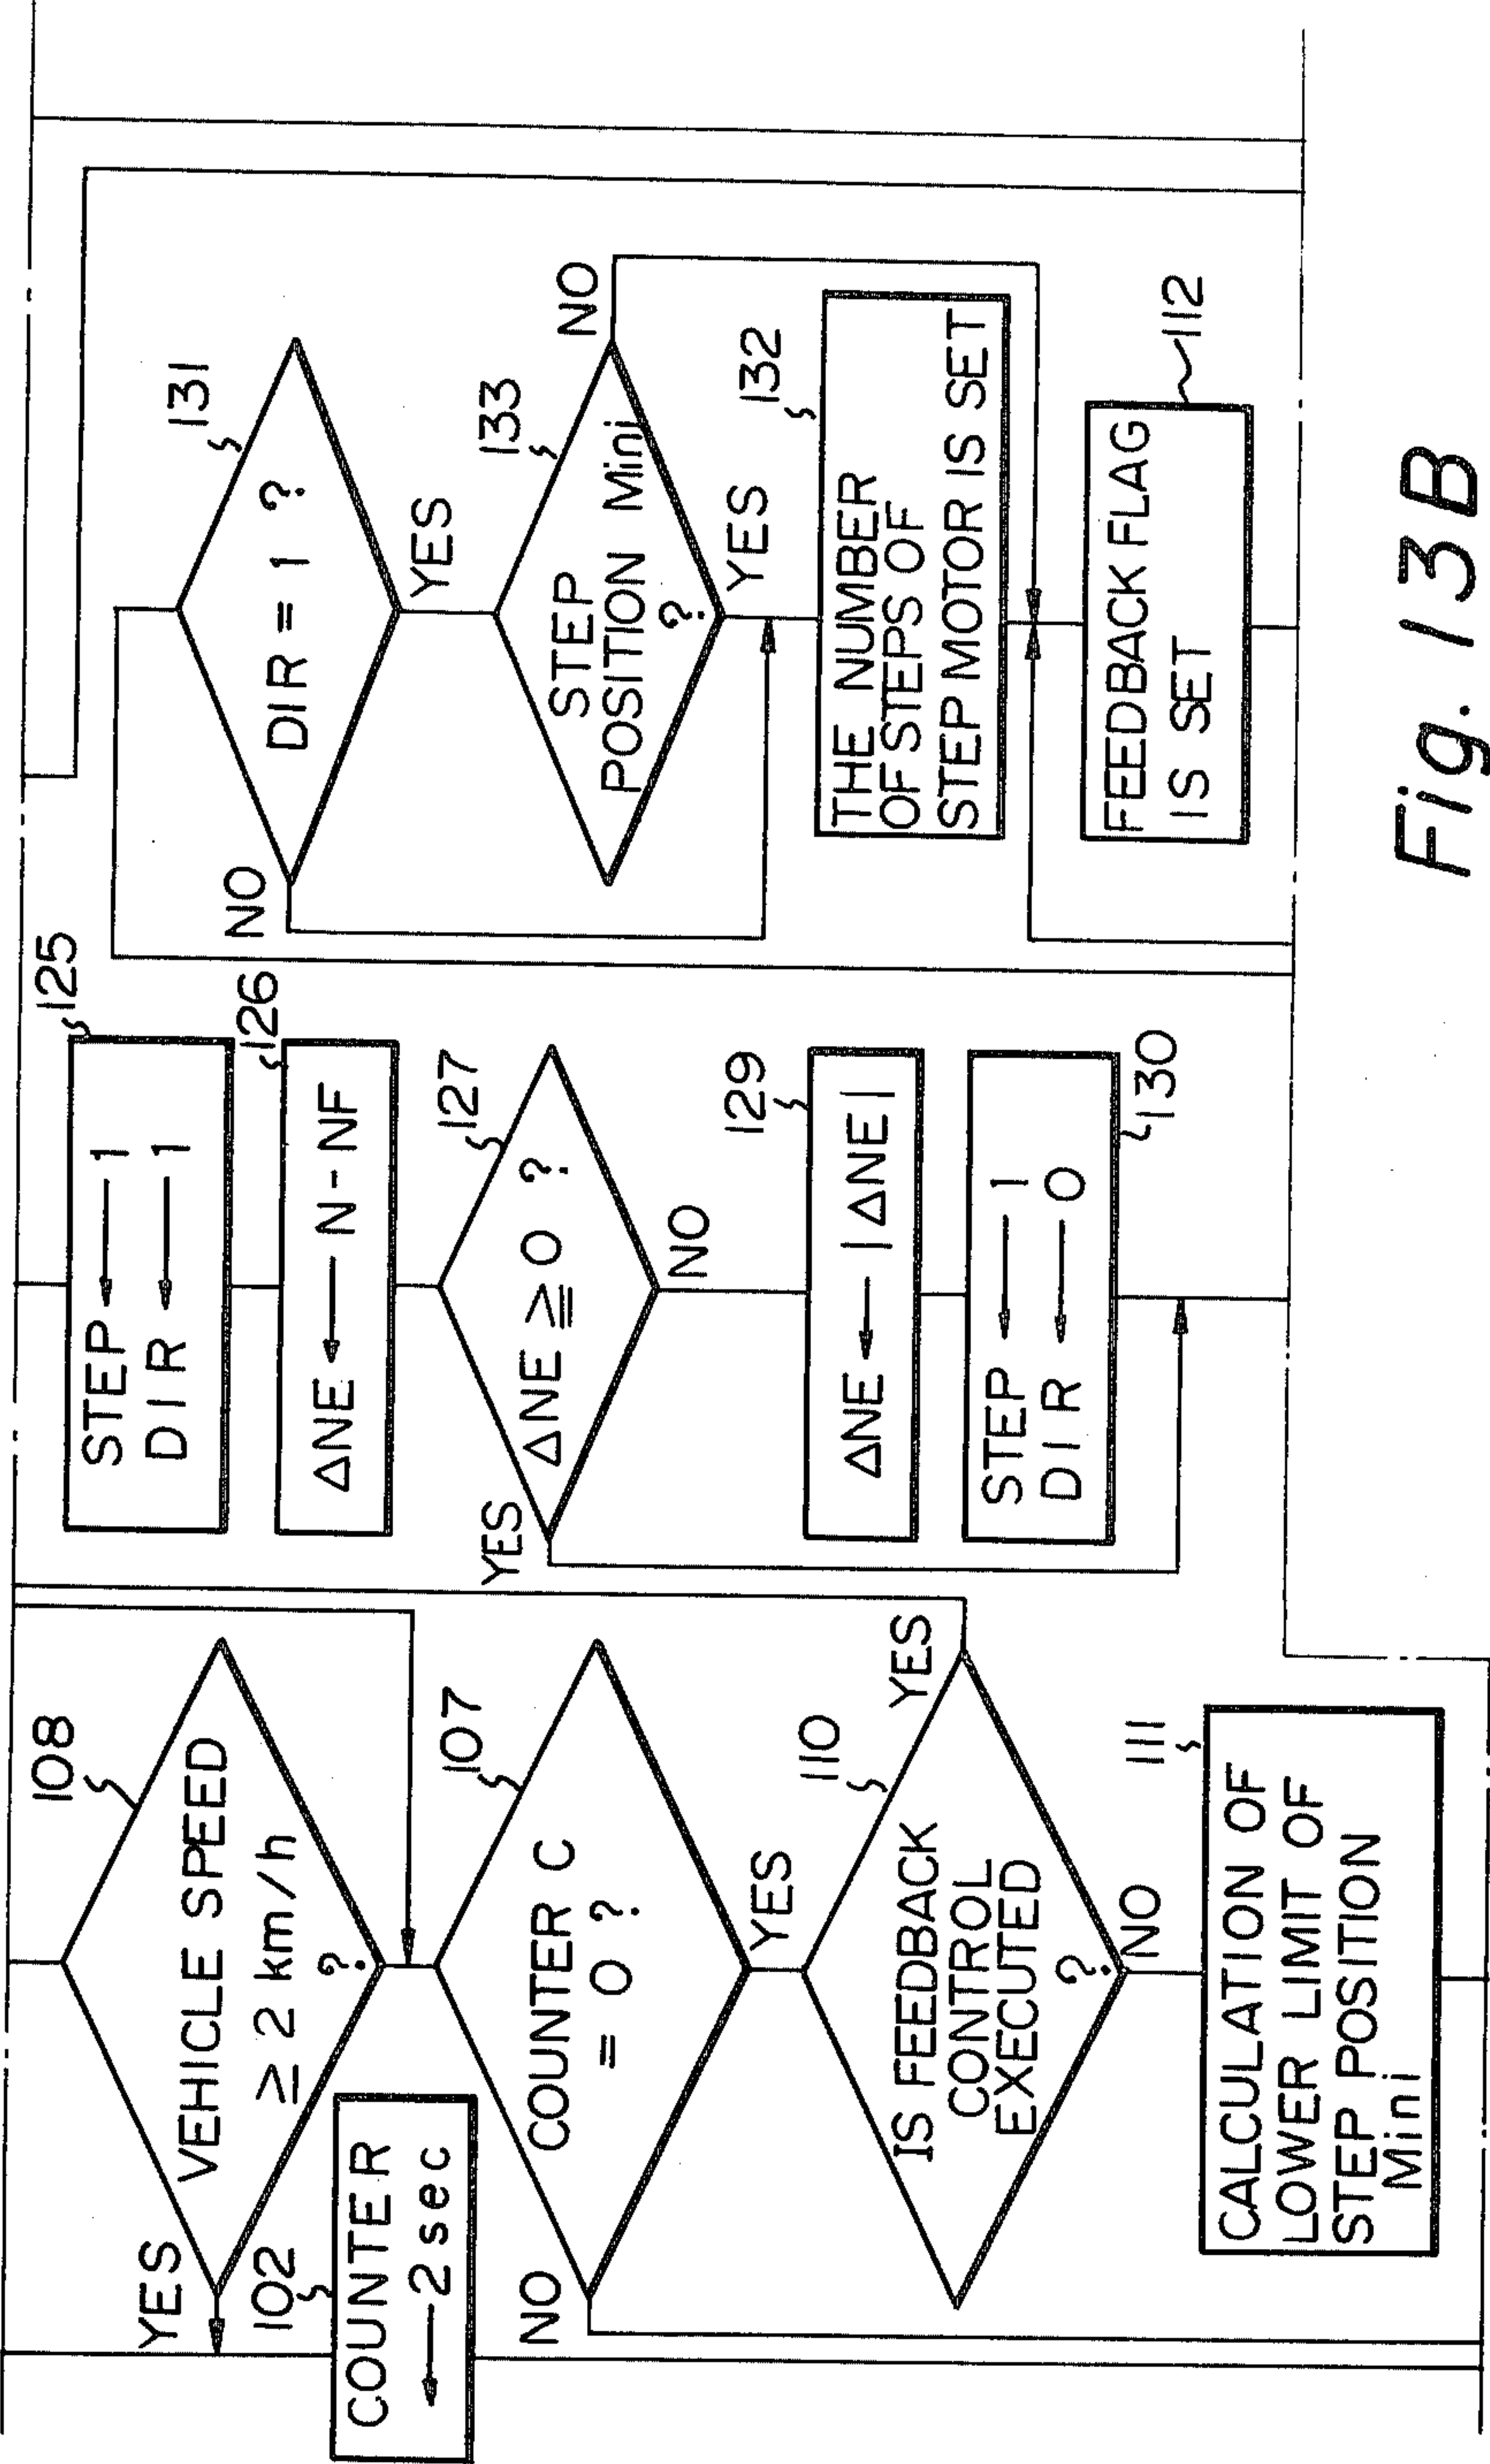 108
VEHICLE SPEED
≥ 2 km/h
?
YES
102
COUNTER
← 2 sec
107
COUNTER C
= 0 ?
NO
YES
110
IS FEEDBACK
CONTROL
EXECUTED
?
YES
NO
111
CALCULATION OF
LOWER LIMIT OF
STEP POSITION
Mini
125
STEP ← 1
DIR ← 1
126
ΔNE ← N-NF
127
ΔNE ≧ 0 ?
YES
NO
129
ΔNE ← |ΔNE|
STEP ← 1
DIR ← 0
130
131
DIR = 1 ?
NO
YES
133
STEP
POSITION Mini
?
NO
YES
132
THE NUMBER
OF STEPS OF
STEP MOTOR IS SET
FEEDBACK FLAG
IS SET
112
Fig. 13B